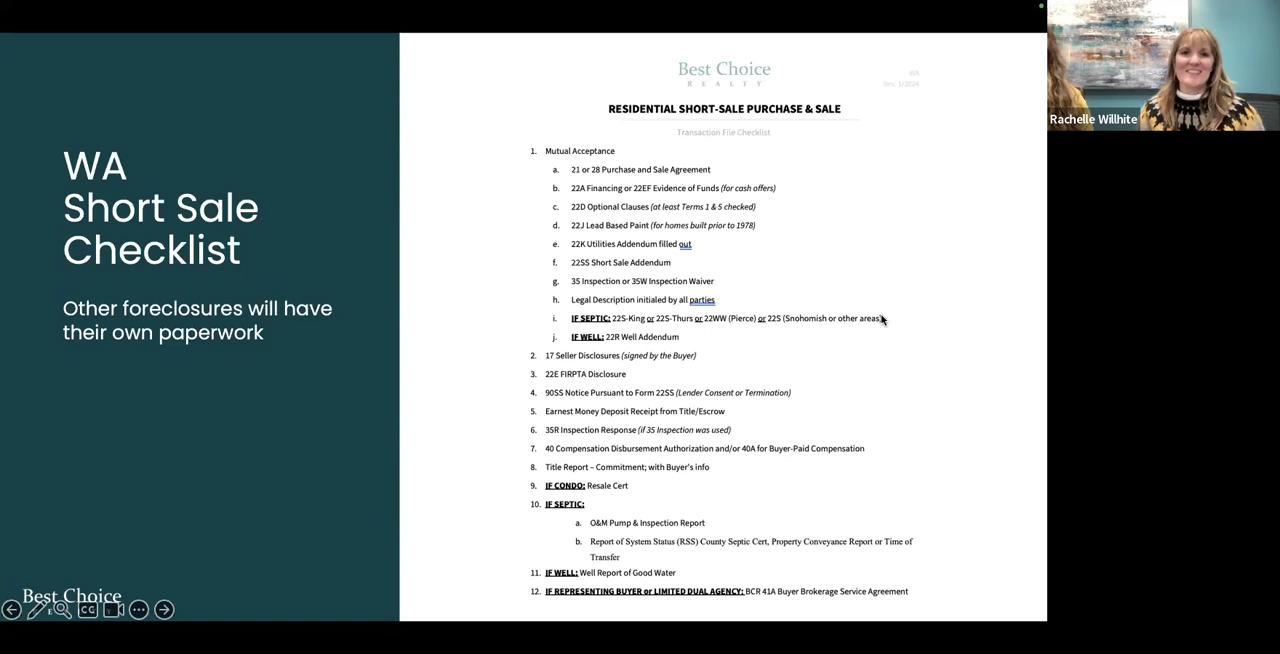 WA
Short Sale
Checklist
Other foreclosures will have
their own paperwork
Best Choice
CC
Best Choice
REALTY
WA
Rev. 1/2024
RESIDENTIAL SHORT-SALE PURCHASE & SALE
Transaction File Checklist
1. Mutual Acceptance
a. 21 or 28 Purchase and Sale Agreement
b. 22A Financing or 22EF Evidence of Funds (for cash offers)
c. 22D Optional Clauses (at least Terms 1 & 5 checked)
d. 22J Lead Based Paint (for homes built prior to 1978)
e. 22K Utilities Addendum filled out
f. 22SS Short Sale Addendum
g. 35 Inspection or 35W Inspection Waiver
h. Legal Description initialed by all parties
i. IF SEPTIC: 22S-King or 22S-Thurs or 22WW (Pierce) or 22S (Snohomish or other areas)
j. IF WELL: 22R Well Addendum
2. 17 Seller Disclosures (signed by the Buyer)
3. 22E FIRPTA Disclosure
4. 90SS Notice Pursuant to Form 22SS (Lender Consent or Termination)
5. Earnest Money Deposit Receipt from Title/Escrow
6. 35R Inspection Response (if 35 Inspection was used)
7. 40 Compensation Disbursement Authorization and/or 40A for Buyer-Paid Compensation
8. Title Report – Commitment; with Buyer's info
9. IF CONDO: Resale Cert
10. IF SEPTIC:
a. O&M Pump & Inspection Report
b. Report of System Status (RSS) County Septic Cert, Property Conveyance Report or Time of
Transfer
11. IF WELL: Well Report of Good Water
12. IF REPRESENTING BUYER or LIMITED DUAL AGENCY: BCR 41A Buyer Brokerage Service Agreement
Rachelle Willhite